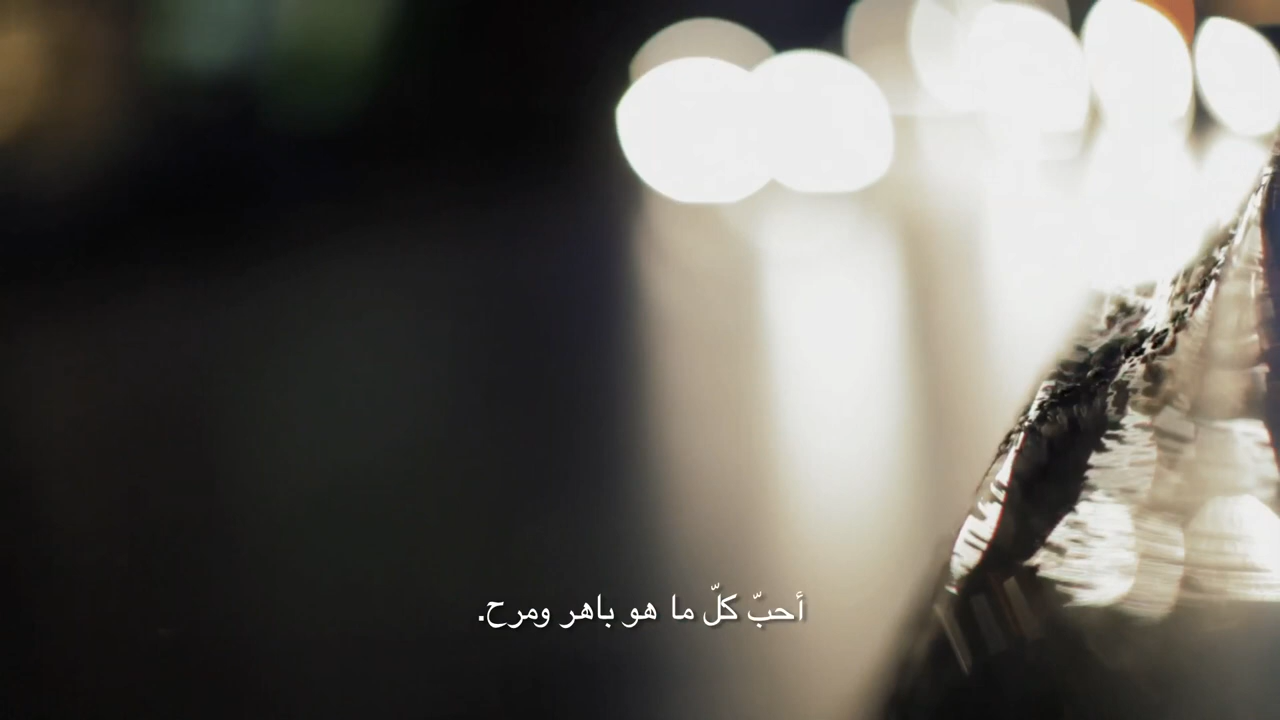 أحبّ كلّ ما هو باهر ومرح.